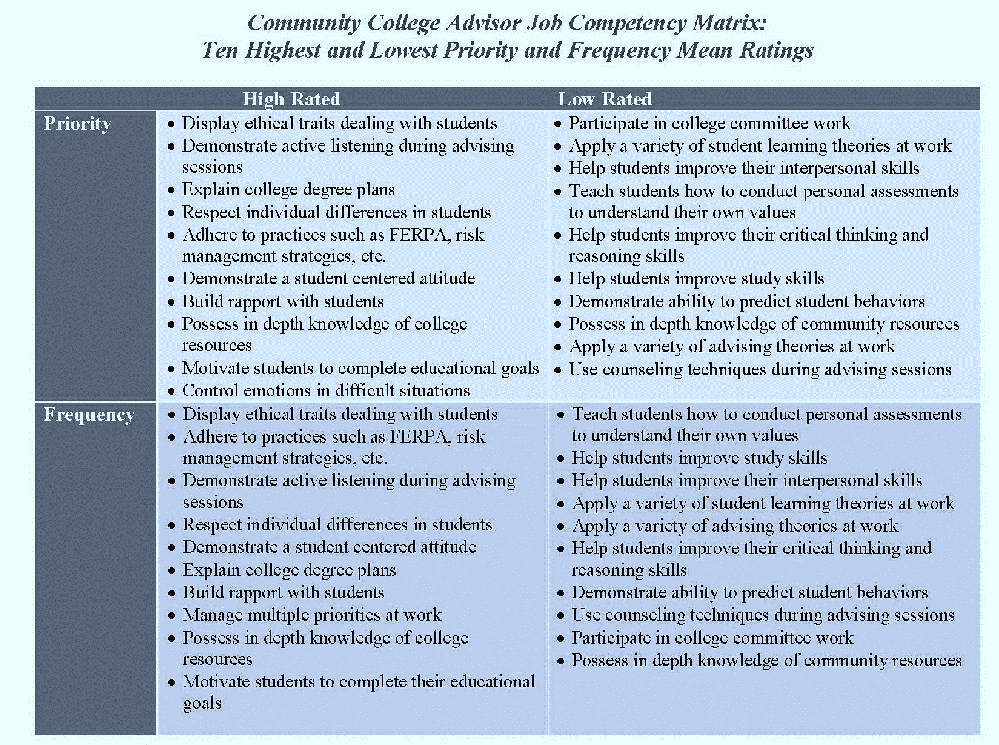 Community College Advisor Job Competency Matrix:
Ten Highest and Lowest Priority and Frequency Mean Ratings
High Rated
Low Rated
Priority
• Display ethical traits dealing with students
• Demonstrate active listening during advising
sessions
• Explain college degree plans
• Respect individual differences in students
• Adhere to practices such as FERPA, risk
management strategies, etc.
• Demonstrate a student centered attitude
• Build rapport with students
• Possess in depth knowledge of college
resources
• Motivate students to complete educational goals
• Control emotions in difficult situations
• Participate in college committee work
• Apply a variety of student learning theories at work
• Help students improve their interpersonal skills
• Teach students how to conduct personal assessments
to understand their own values
• Help students improve their critical thinking and
reasoning skills
• Help students improve study skills
• Demonstrate ability to predict student behaviors
• Possess in depth knowledge of community resources
• Apply a variety of advising theories at work
• Use counseling techniques during advising sessions
Frequency
• Display ethical traits dealing with students
• Adhere to practices such as FERPA, risk
management strategies, etc.
• Demonstrate active listening during advising
sessions
• Respect individual differences in students
• Demonstrate a student centered attitude
• Explain college degree plans
• Build rapport with students
• Manage multiple priorities at work
• Possess in depth knowledge of college
resources
• Motivate students to complete their educational
goals
• Teach students how to conduct personal assessments
to understand their own values
• Help students improve study skills
• Help students improve their interpersonal skills
• Apply a variety of student learning theories at work
• Apply a variety of advising theories at work
• Help students improve their critical thinking and
reasoning skills
• Demonstrate ability to predict student behaviors
• Use counseling techniques during advising sessions
• Participate in college committee work
• Possess in depth knowledge of community resources